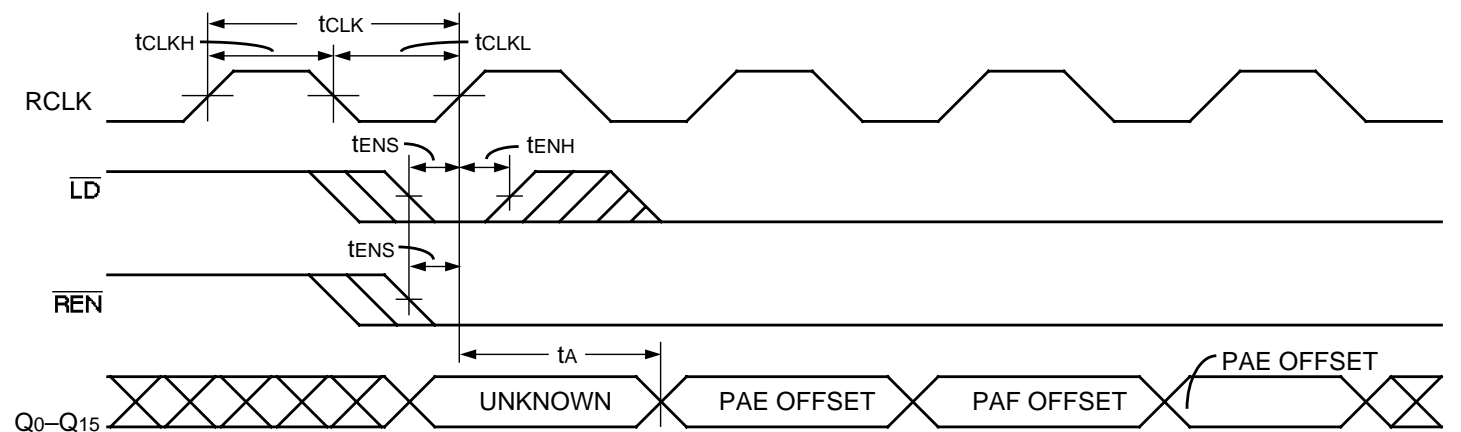 tCLK
tCLKH
tCLKL
RCLK
tENS
tENH
LD
tENS
REN
tA
PAE OFFSET
UNKNOWN
PAE OFFSET
PAF OFFSET
Q0–Q15